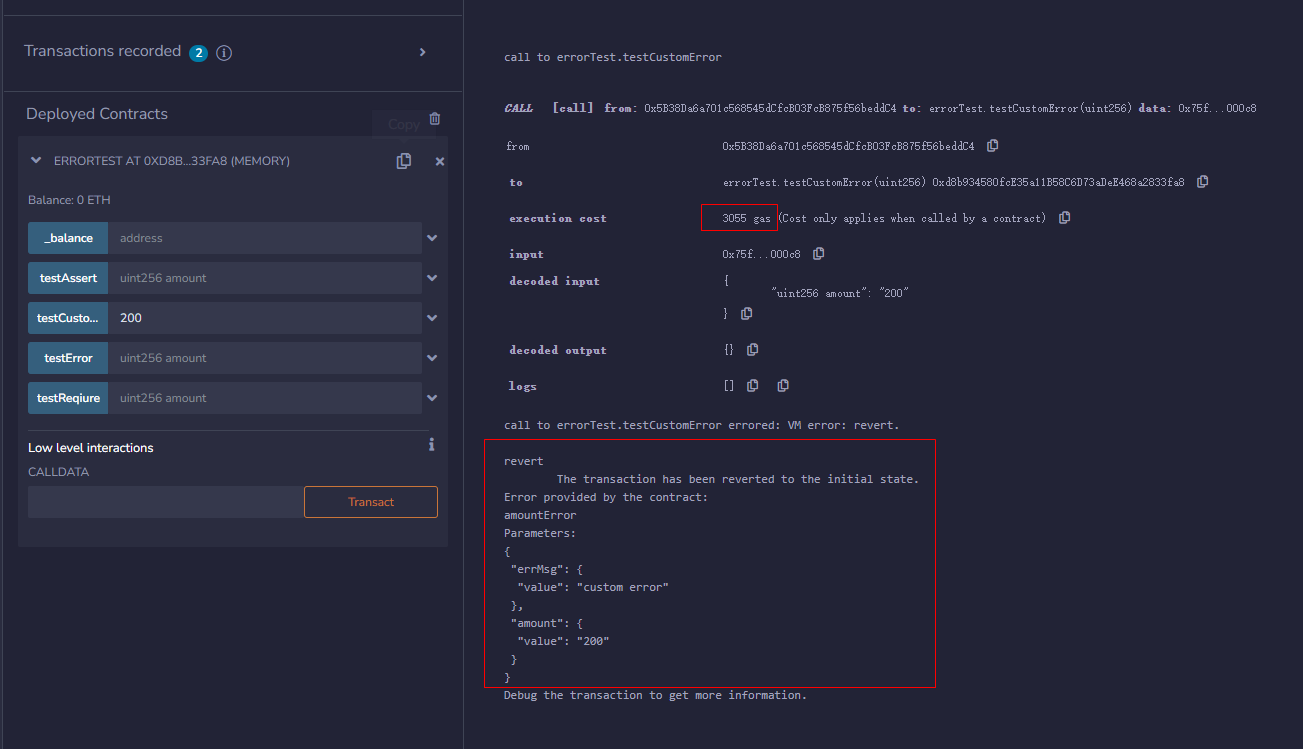 Transactions recorded 2 i
Deployed Contracts
Copy
ERRORTEST AT 0XD8B...33FA8 (MEMORY)
Balance: 0 ETH
_balance address
testAssert uint256 amount
testCusto... 200
testError uint256 amount
testReqiure uint256 amount
Low level interactions
CALLDATA
Transact
call to errorTest.testCustomError
CALL [call] from: 0x5B38Da6a701c568545dCfcB03FcB875f56beddC4 to: errorTest.testCustomError(uint256) data: 0x75f...000c8
from 0x5B38Da6a701c568545dCfcB03FcB875f56beddC4
to errorTest.testCustomError(uint256) 0xd8b934580fcE35a11B58C6D73aDeE468a2833fa8
execution cost 3055 gas (Cost only applies when called by a contract)
input 0x75f...000c8
decoded input {
"uint256 amount": "200"
}
decoded output {}
logs []
call to errorTest.testCustomError errored: VM error: revert.
revert
The transaction has been reverted to the initial state.
Error provided by the contract:
amountError
Parameters:
{
"errMsg": {
"value": "custom error"
},
"amount": {
"value": "200"
}
}
Debug the transaction to get more information.